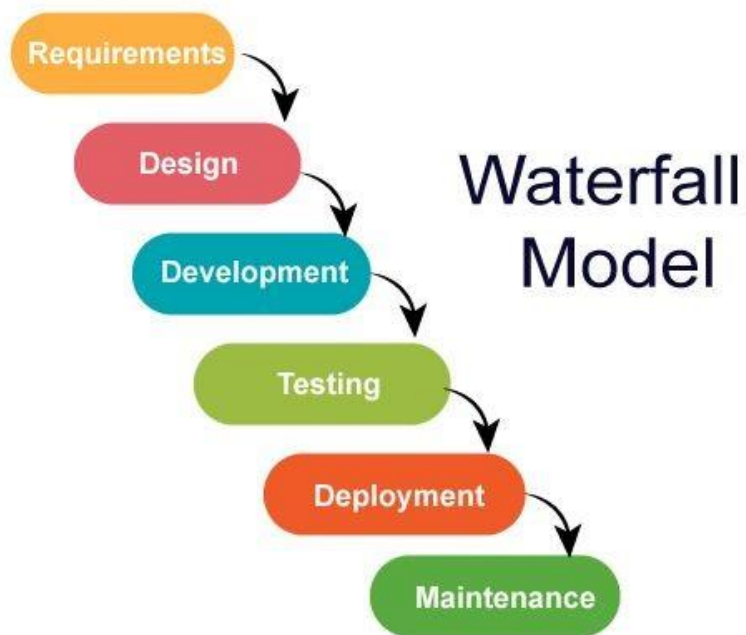 Requirements
Design
Waterfall
Model
Development
Testing
Deployment
Maintenance